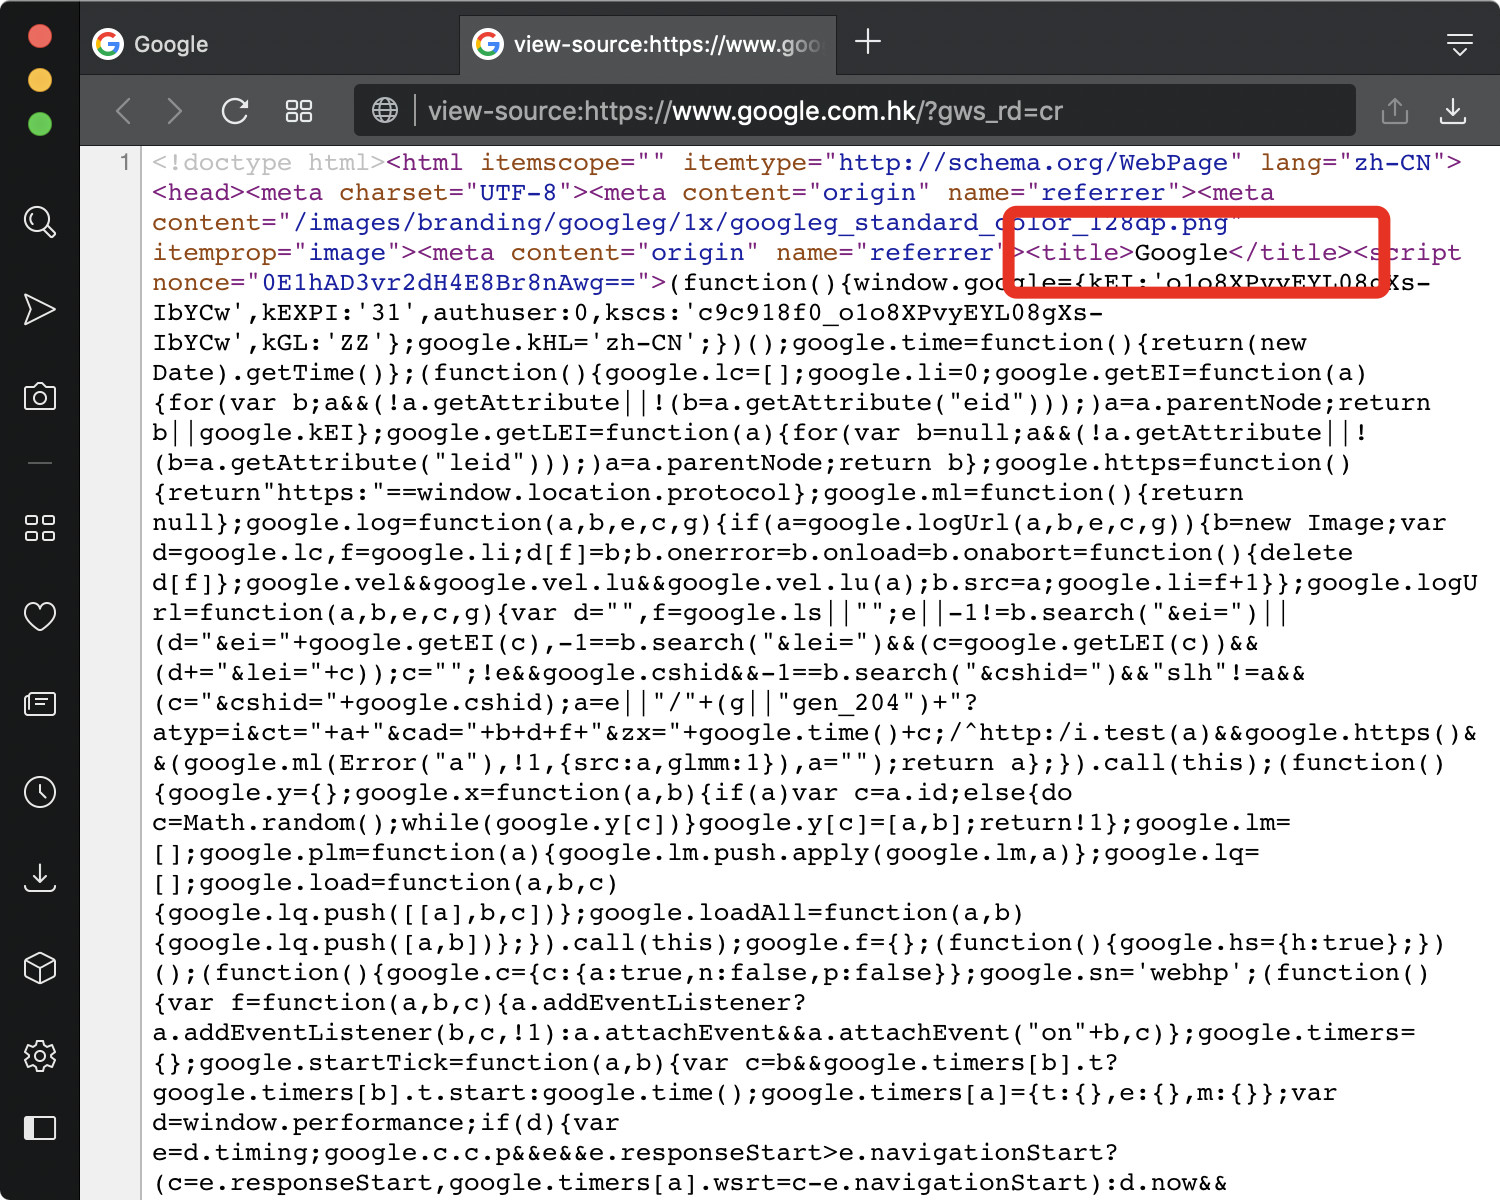 Google
view-source:https://www.goo
view-source:https://www.google.com.hk/?gws_rd=cr
1
<!doctype html><html itemscope="" itemtype="http://schema.org/WebPage" lang="zh-CN">
<head><meta charset="UTF-8"><meta content="origin" name="referrer"><meta
content="/images/branding/googleg/1x/googleg_standard_color_128dp.png"
itemprop="image"><meta content="origin" name="referrer"><title>Google</title><script
nonce="0E1hAD3vr2dH4E8Br8nAwg==">(function(){window.google={kEI:'o1o8XPvyEYL08gXs-
IbYCw',kEXPI:'31',authuser:0,kscs:'c9c918f0_o1o8XPvyEYL08gXs-
IbYCw',kGL:'ZZ'};google.kHL='zh-CN';})();google.time=function(){return(new
Date).getTime()};(function(){google.lc=[];google.li=0;google.getEI=function(a)
{for(var b;a&&(!a.getAttribute||!(b=a.getAttribute("eid")));)a=a.parentNode;return
b||google.kEI};google.getLEI=function(a){for(var b=null;a&&(!a.getAttribute||!
(b=a.getAttribute("leid")));)a=a.parentNode;return b};google.https=function()
{return"https:"==window.location.protocol};google.ml=function(){return
null};google.log=function(a,b,e,c,g){if(a=google.logUrl(a,b,e,c,g)){b=new Image;var
d=google.lc,f=google.li;d[f]=b;b.onerror=b.onload=b.onabort=function(){delete
d[f]};google.vel&&google.vel.lu&&google.vel.lu(a);b.src=a;google.li=f+1}};google.logU
rl=function(a,b,e,c,g){var d="",f=google.ls||"";e||-1!=b.search("&ei=")||
(d="&ei="+google.getEI(c),-1==b.search("&lei=")&&(c=google.getLEI(c))&&
(d+="&lei="+c));c="";!e&&google.cshid&&-1==b.search("&cshid=")&&"slh"!=a&&
(c="&cshid="+google.cshid);a=e||"/"+(g||"gen_204")+"?
atyp=i&ct="+a+"&cad="+b+d+f+"&zx="+google.time()+c;/^http:/i.test(a)&&google.https()&
&(google.ml(Error("a"),!1,{src:a,glmm:1}),a="");return a};}).call(this);(function()
{google.y={};google.x=function(a,b){if(a)var c=a.id;else{do
c=Math.random();while(google.y[c])}google.y[c]=[a,b];return!1};google.lm=
[];google.plm=function(a){google.lm.push.apply(google.lm,a)};google.lq=
[];google.load=function(a,b,c)
{google.lq.push([[a],b,c])};google.loadAll=function(a,b)
{google.lq.push([a,b])};}).call(this);google.f={};(function(){google.hs={h:true};})
();(function(){google.c={c:{a:true,n:false,p:false}};google.sn='webhp';(function()
{var f=function(a,b,c){a.addEventListener?
a.addEventListener(b,c,!1):a.attachEvent&&a.attachEvent("on"+b,c)};google.timers=
{};google.startTick=function(a,b){var c=b&&google.timers[b].t?
google.timers[b].t.start:google.time();google.timers[a]={t:{},e:{},m:{}};var
d=window.performance;if(d){var
e=d.timing;google.c.c.p&&e&&e.responseStart>e.navigationStart?
(c=e.responseStart,google.timers[a].wsrt=c-e.navigationStart):d.now&&